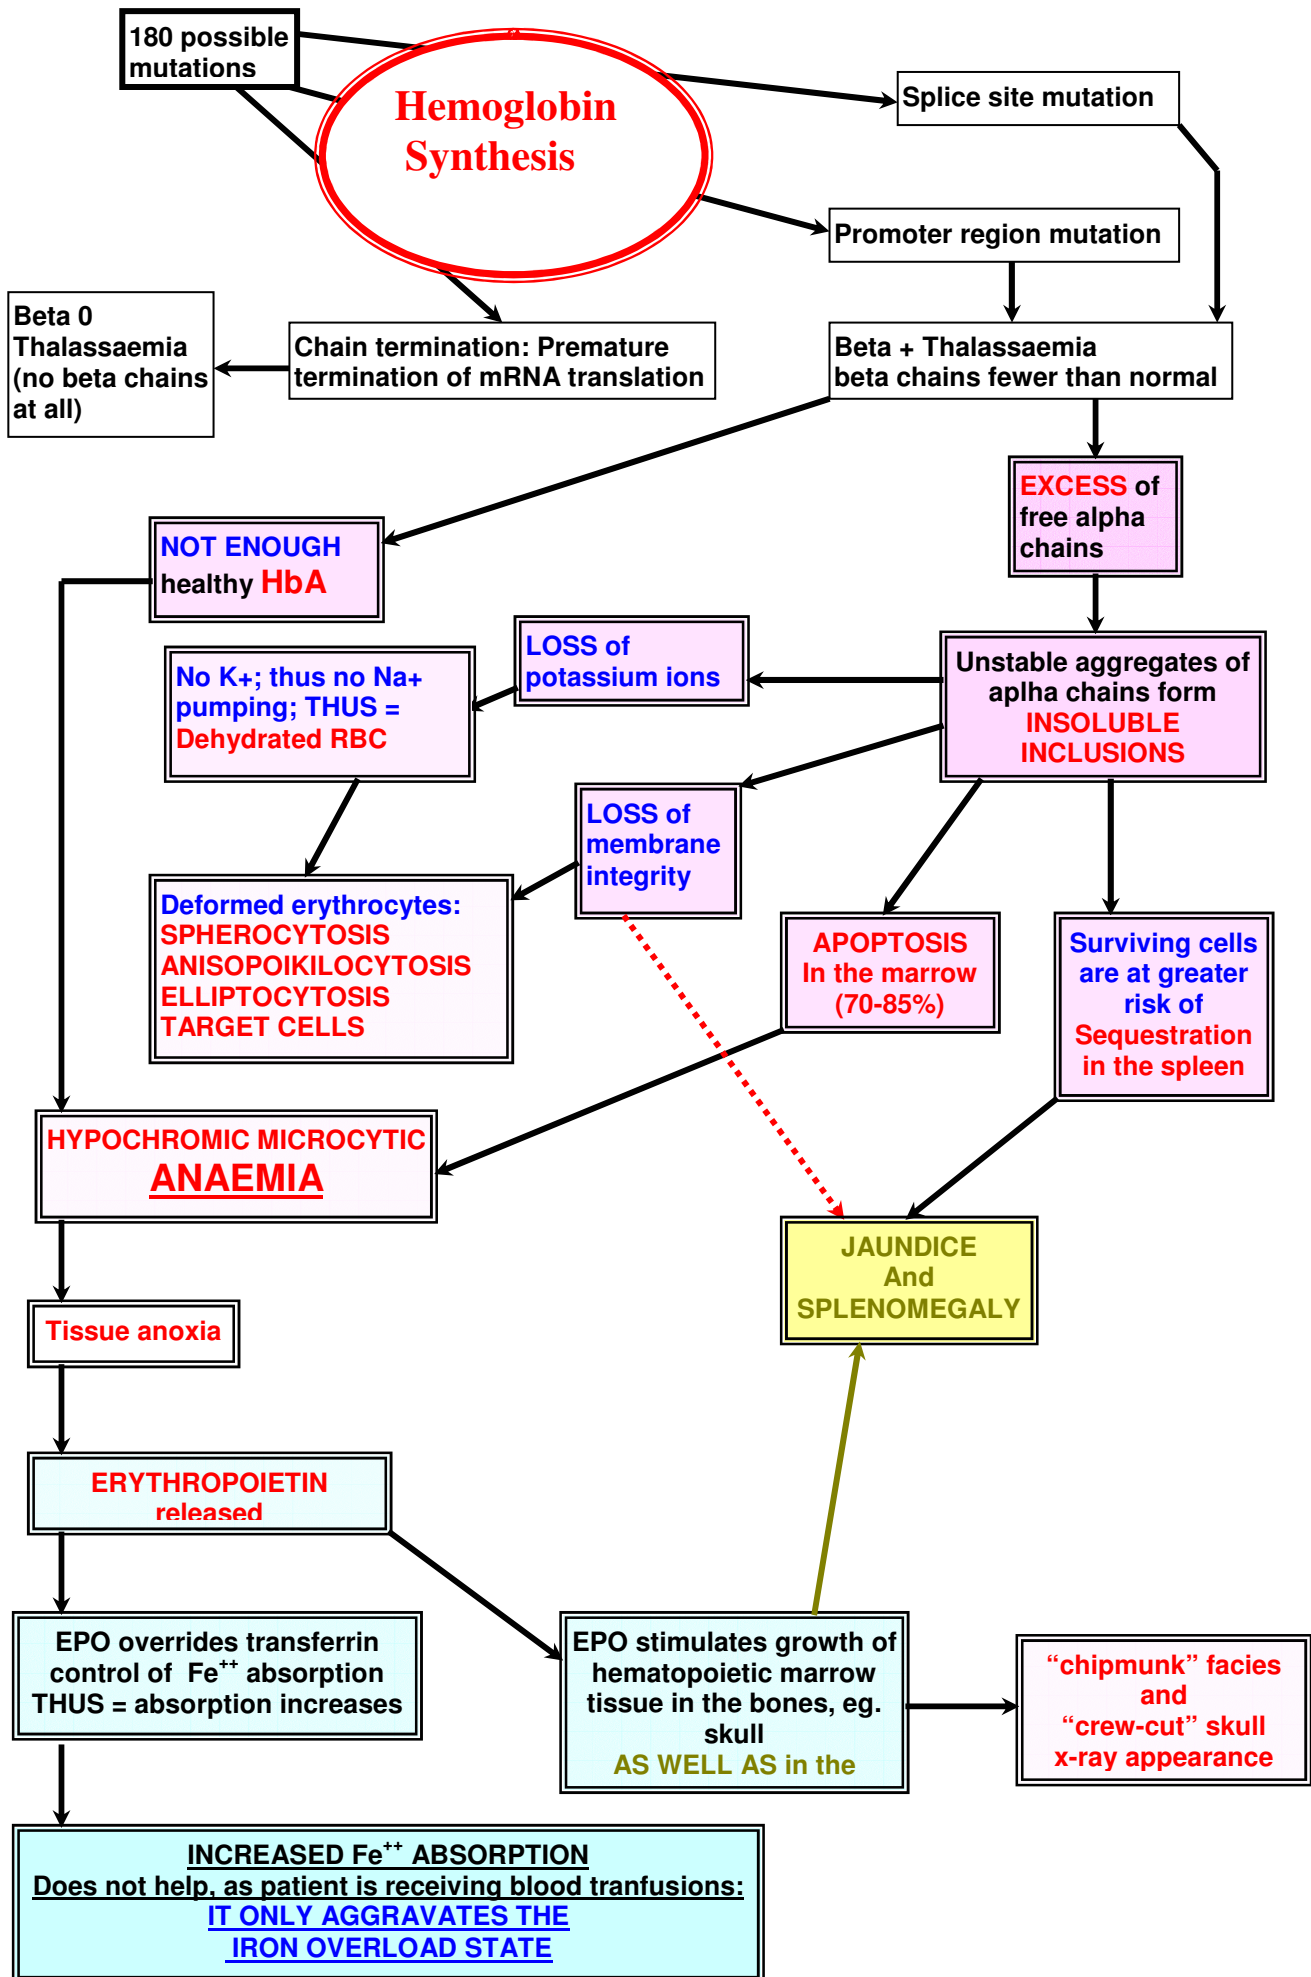 180 possible
mutations
Hemoglobin
Synthesis
Splice site mutation
Promoter region mutation
Beta 0
Thalassaemia
(no beta chains
at all)
Chain termination: Premature
termination of mRNA translation
Beta + Thalassaemia
beta chains fewer than normal
EXCESS of
free alpha
chains
NOT ENOUGH
healthy HbA
LOSS of
potassium ions
No K+; thus no Na+
pumping; THUS =
Dehydrated RBC
Unstable aggregates of
aplha chains form
INSOLUBLE
INCLUSIONS
LOSS of
membrane
integrity
Deformed erythrocytes:
SPHEROCYTOSIS
ANISOPOIKILOCYTOSIS
ELLIPTOCYTOSIS
TARGET CELLS
APOPTOSIS
In the marrow
(70-85%)
Surviving cells
are at greater
risk of
Sequestration
in the spleen
HYPOCHROMIC MICROCYTIC
ANAEMIA
JAUNDICE
And
SPLENOMEGALY
Tissue anoxia
ERYTHROPOIETIN
released
EPO overrides transferrin
control of Fe++ absorption
THUS = absorption increases
EPO stimulates growth of
hematopoietic marrow
tissue in the bones, eg.
skull
AS WELL AS in the
“chipmunk” facies
and
“crew-cut” skull
x-ray appearance
INCREASED Fe++ ABSORPTION
Does not help, as patient is receiving blood tranfusions:
IT ONLY AGGRAVATES THE
IRON OVERLOAD STATE